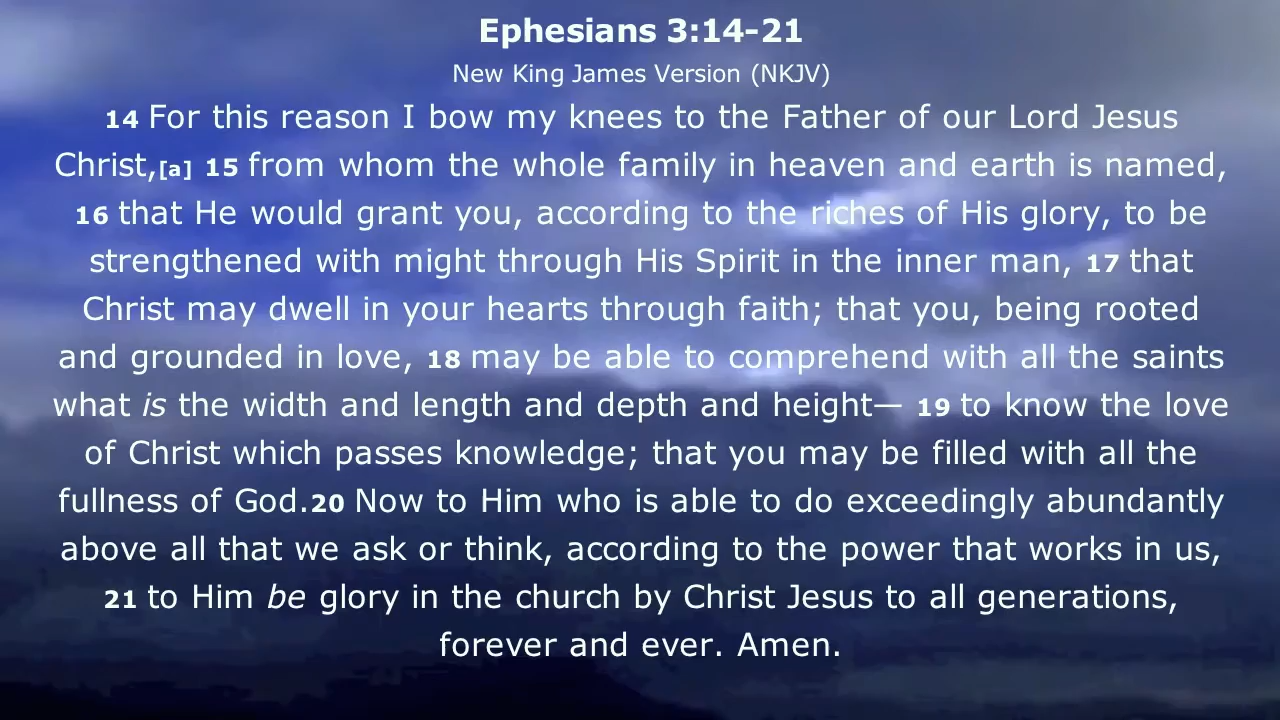 Ephesians 3:14-21
New King James Version (NKJV)
14 For this reason I bow my knees to the Father of our Lord Jesus
Christ,[a] 15 from whom the whole family in heaven and earth is named,
16 that He would grant you, according to the riches of His glory, to be
strengthened with might through His Spirit in the inner man, 17 that
Christ may dwell in your hearts through faith; that you, being rooted
and grounded in love, 18 may be able to comprehend with all the saints
what is the width and length and depth and height— 19 to know the love
of Christ which passes knowledge; that you may be filled with all the
fullness of God.20 Now to Him who is able to do exceedingly abundantly
above all that we ask or think, according to the power that works in us,
21 to Him be glory in the church by Christ Jesus to all generations,
forever and ever. Amen.